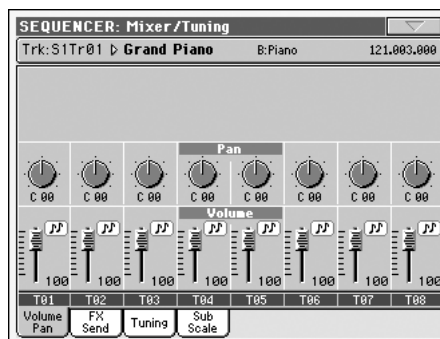 SEQUENCER: Mixer/Tuning
Trk:S1Tr01 Grand Piano B:Piano 121.003.000
Pan
C 00 C 00 C 00 C 00 C 00 C 00 C 00 C 00
Volume
100 100 100 100 100 100 100 100
T01 T02 T03 T04 T05 T06 T07 T08
Volume Pan FX Send Tuning Sub Scale